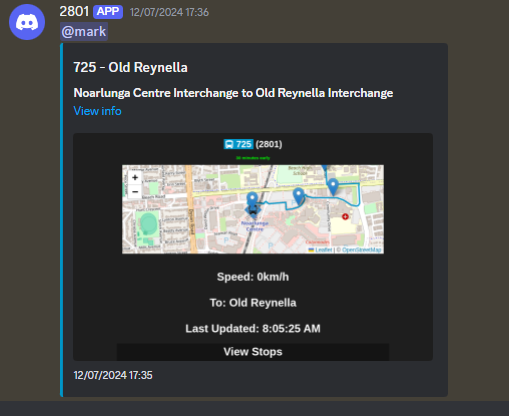 2801 APP 12/07/2024 17:36
@mark
725 - Old Reynella
Noarlunga Centre Interchange to Old Reynella Interchange
View info
725 (2801)
+
−
Noarlunga
Centre
Leaflet | © OpenStreetMap
Speed: 0km/h
To: Old Reynella
Last Updated: 8:05:25 AM
View Stops
12/07/2024 17:35